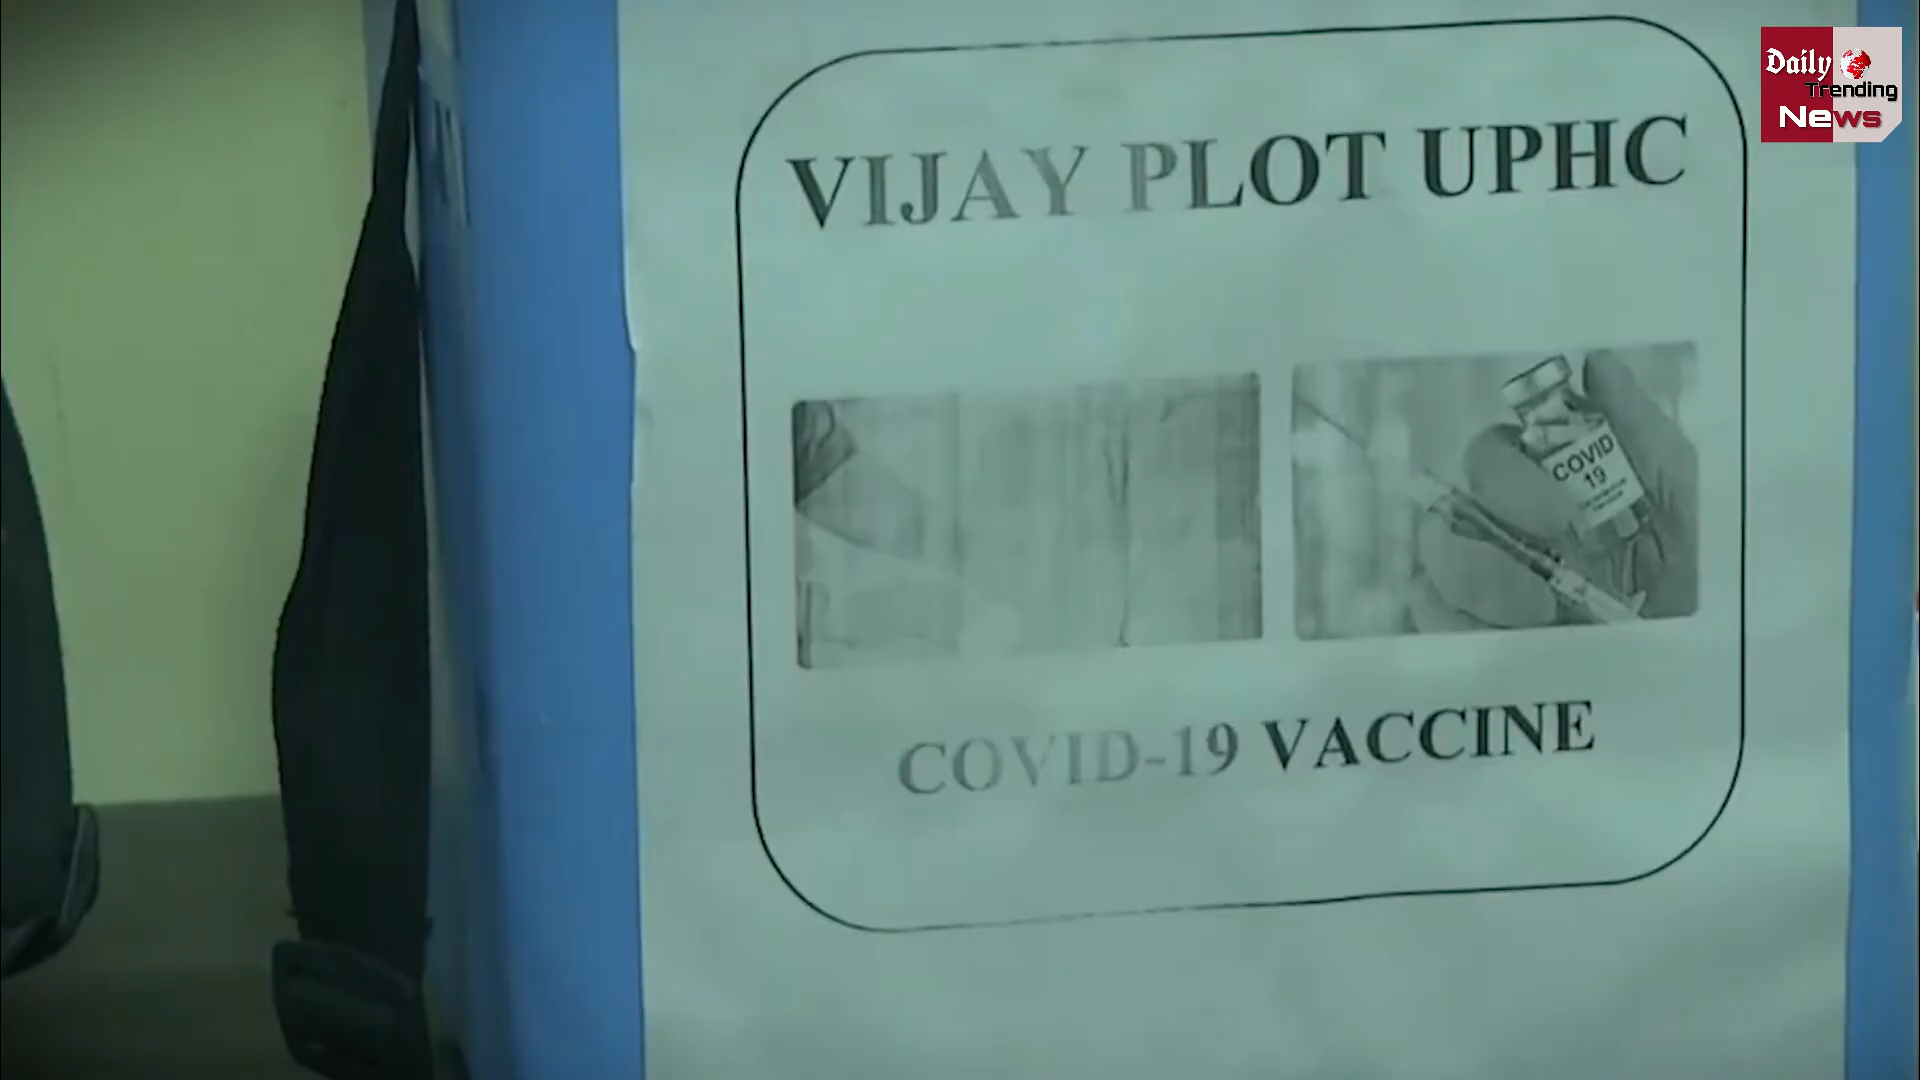 VIJAY PLOT UPHC
COVID
19
COVID-19 VACCINE
Daily
Trending
News